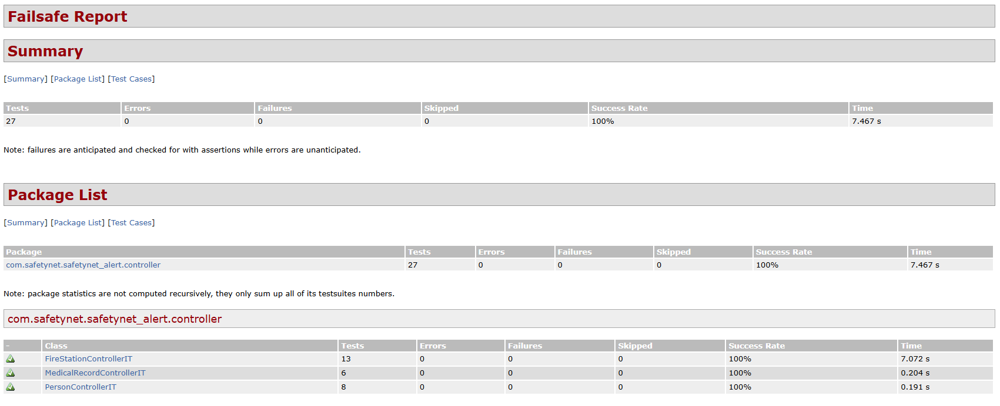 Failsafe Report
Summary
[Summary] [Package List] [Test Cases]
Tests Errors Failures Skipped Success Rate Time
27 0 0 0 100% 7.467 s
Note: failures are anticipated and checked for with assertions while errors are unanticipated.
Package List
[Summary] [Package List] [Test Cases]
Package Tests Errors Failures Skipped Success Rate Time
com.safetynet.safetynet_alert.controller 27 0 0 0 100% 7.467 s
Note: package statistics are not computed recursively, they only sum up all of its testsuites numbers.
com.safetynet.safetynet_alert.controller
- Class Tests Errors Failures Skipped Success Rate Time
FireStationControllerIT 13 0 0 0 100% 7.072 s
MedicalRecordControllerIT 6 0 0 0 100% 0.204 s
PersonControllerIT 8 0 0 0 100% 0.191 s